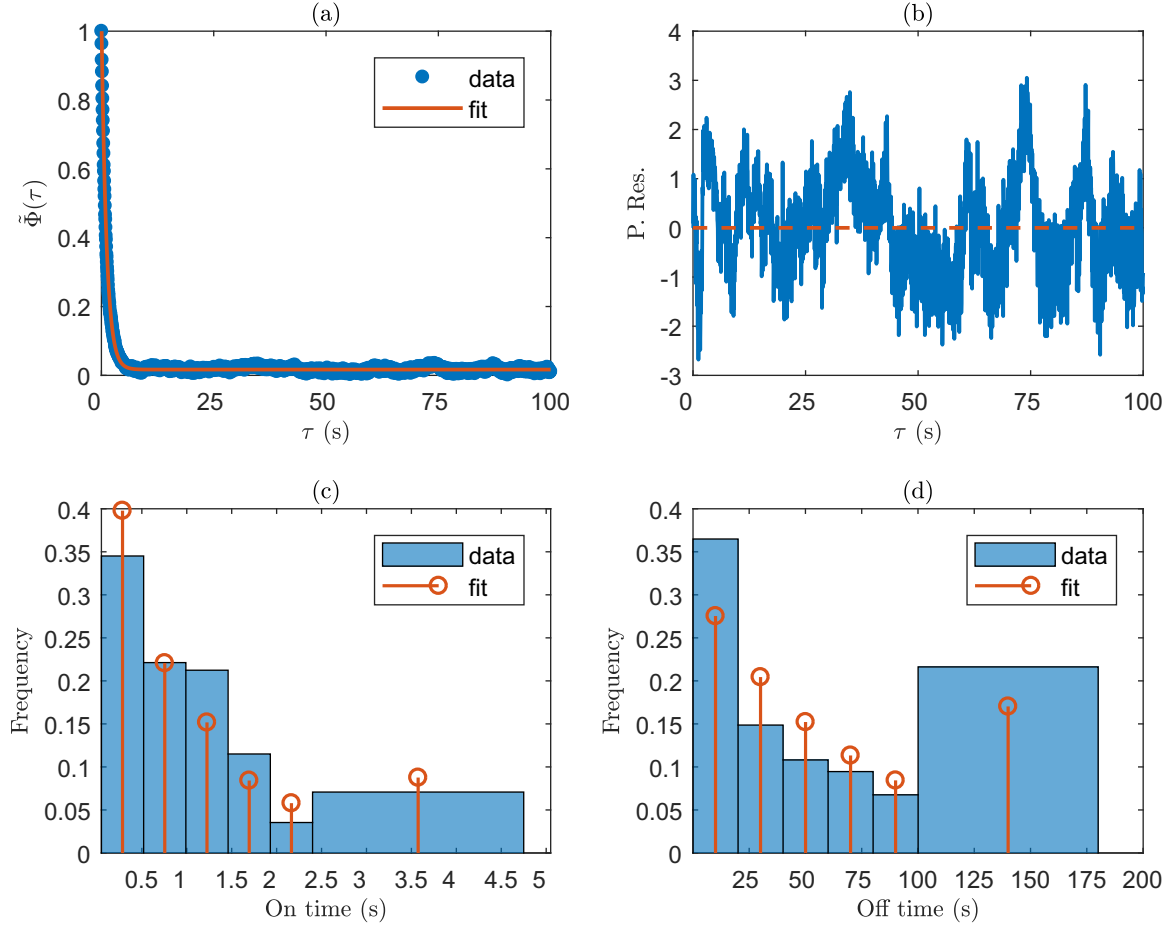 (a)
1
0.8
0.6
0.4
0.2
0
Φ̃(τ)
data
fit
0 25 50 75 100
τ (s)
(b)
4
3
2
1
0
-1
-2
-3
P. Res.
0 25 50 75 100
τ (s)
(c)
0.4
0.35
0.3
0.25
0.2
0.15
0.1
0.05
0
Frequency
data
fit
0.5 1 1.5 2 2.5 3 3.5 4 4.5 5
On time (s)
(d)
0.4
0.35
0.3
0.25
0.2
0.15
0.1
0.05
0
Frequency
data
fit
25 50 75 100 125 150 175 200
Off time (s)